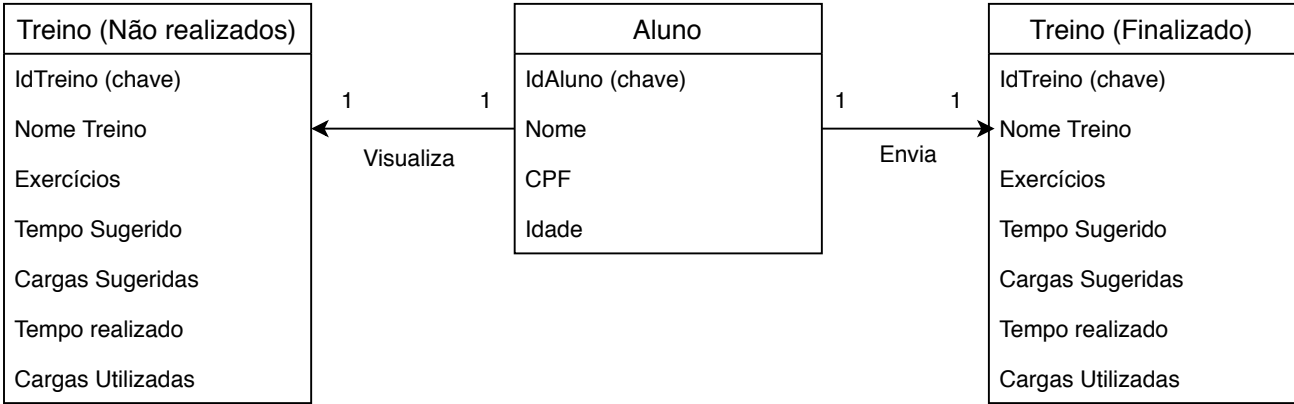 Treino (Não realizados)
IdTreino (chave)
Nome Treino
Exercícios
Tempo Sugerido
Cargas Sugeridas
Tempo realizado
Cargas Utilizadas
1
1
Visualiza
Aluno
IdAluno (chave)
Nome
CPF
Idade
1
1
Envia
Treino (Finalizado)
IdTreino (chave)
Nome Treino
Exercícios
Tempo Sugerido
Cargas Sugeridas
Tempo realizado
Cargas Utilizadas